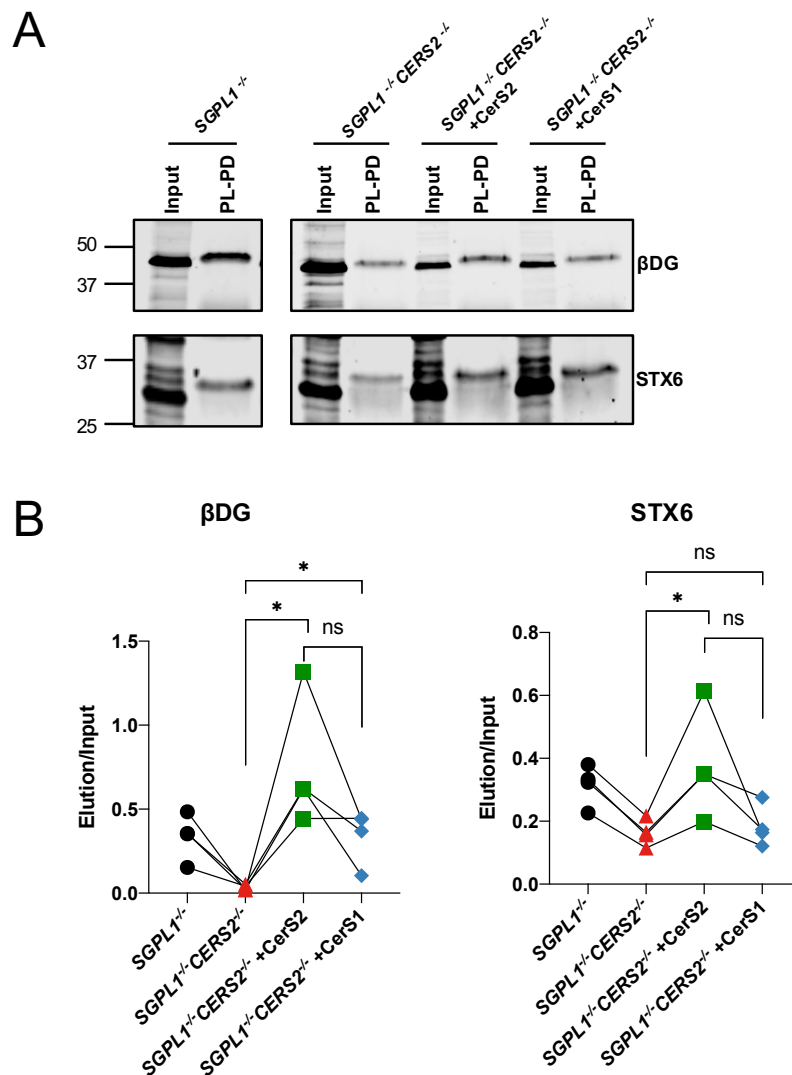 A
SGPL1-/-
SGPL1-/- CERS2-/-
SGPL1-/- CERS2-/-
+CerS2
SGPL1-/- CERS2-/-
+CerS1
Input
PL-PD
Input
PL-PD
Input
PL-PD
Input
PL-PD
50
37
βDG
37
25
STX6
B
βDG
*
*
ns
1.5
1.0
0.5
0.0
Elution/Input
SGPL1-/-
SGPL1-/-CERS2-/-
SGPL1-/-CERS2-/- +CerS2
SGPL1-/-CERS2-/- +CerS1
STX6
ns
*
ns
0.8
0.6
0.4
0.2
0.0
Elution/Input
SGPL1-/-
SGPL1-/-CERS2-/-
SGPL1-/-CERS2-/- +CerS2
SGPL1-/-CERS2-/- +CerS1